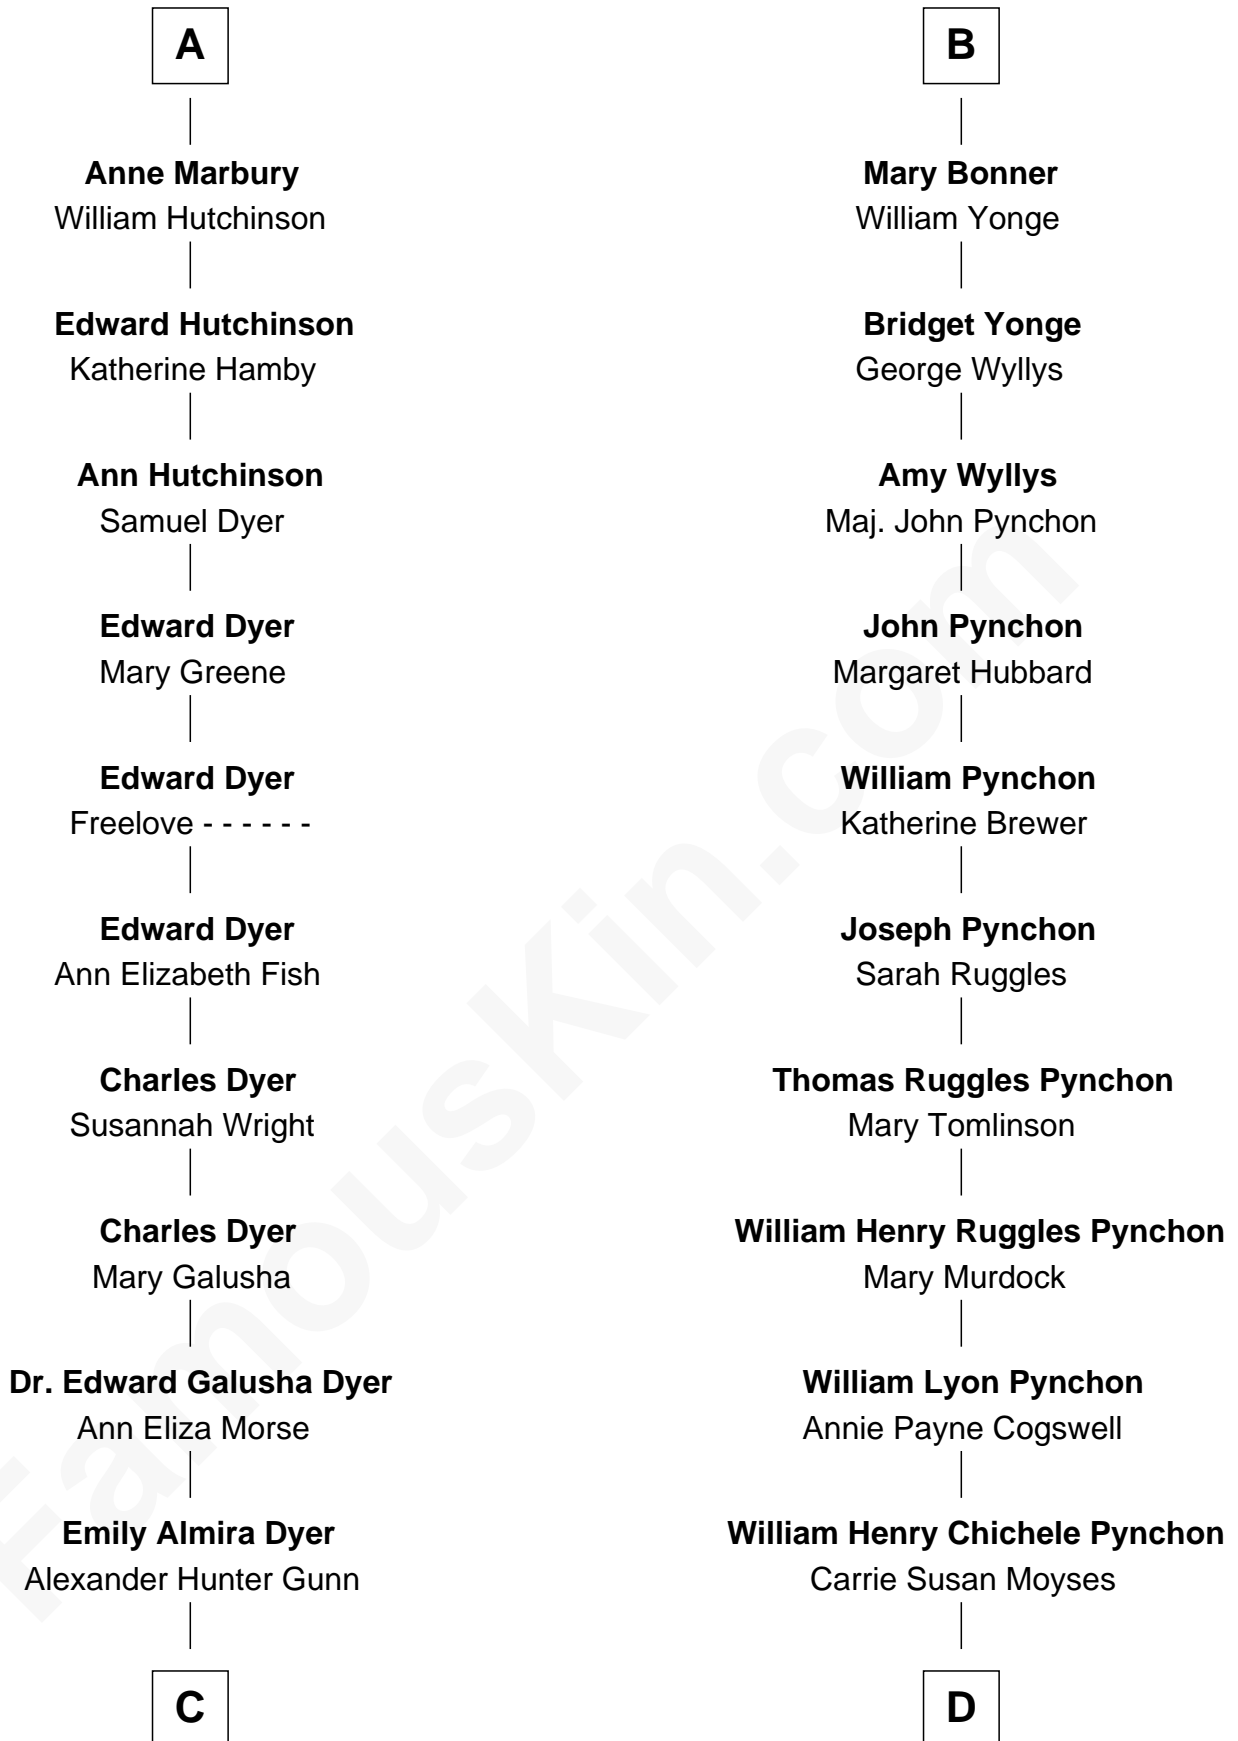 A
Anne Marbury
William Hutchinson
Edward Hutchinson
Katherine Hamby
Ann Hutchinson
Samuel Dyer
Edward Dyer
Mary Greene
Edward Dyer
Freelove - - - - - -
Edward Dyer
Ann Elizabeth Fish
Charles Dyer
Susannah Wright
Charles Dyer
Mary Galusha
Dr. Edward Galusha Dyer
Ann Eliza Morse
Emily Almira Dyer
Alexander Hunter Gunn
C
B
Mary Bonner
William Yonge
Bridget Yonge
George Wyllys
Amy Wyllys
Maj. John Pynchon
John Pynchon
Margaret Hubbard
William Pynchon
Katherine Brewer
Joseph Pynchon
Sarah Ruggles
Thomas Ruggles Pynchon
Mary Tomlinson
William Henry Ruggles Pynchon
Mary Murdock
William Lyon Pynchon
Annie Payne Cogswell
William Henry Chichele Pynchon
Carrie Susan Moyses
D
FamousKin.com